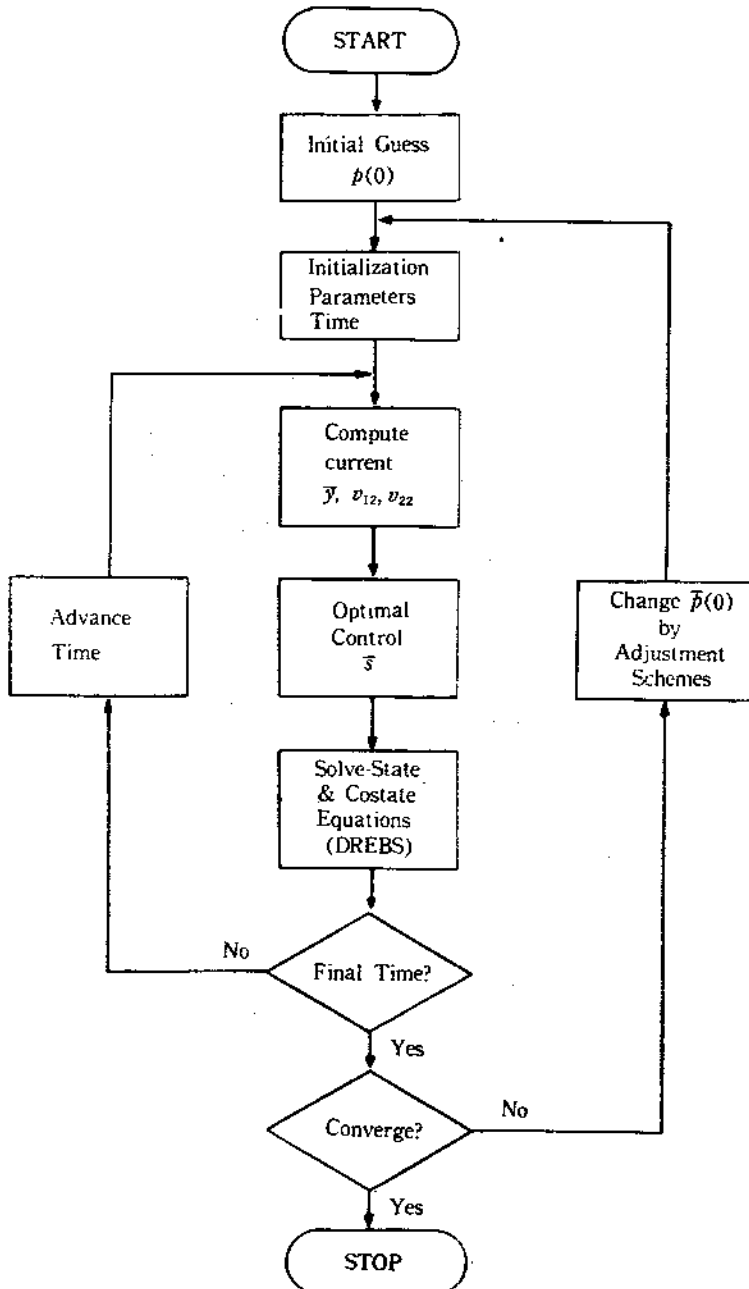 START
Initial Guess
p(0)
Initialization
Parameters
Time
Compute
current
ȳ, v₁₂, v₂₂
Advance
Time
Optimal
Control
s̄
Change p̄(0)
by
Adjustment
Schemes
Solve-State
& Costate
Equations
(DREBS)
No
Final Time?
Yes
Converge?
No
Yes
STOP